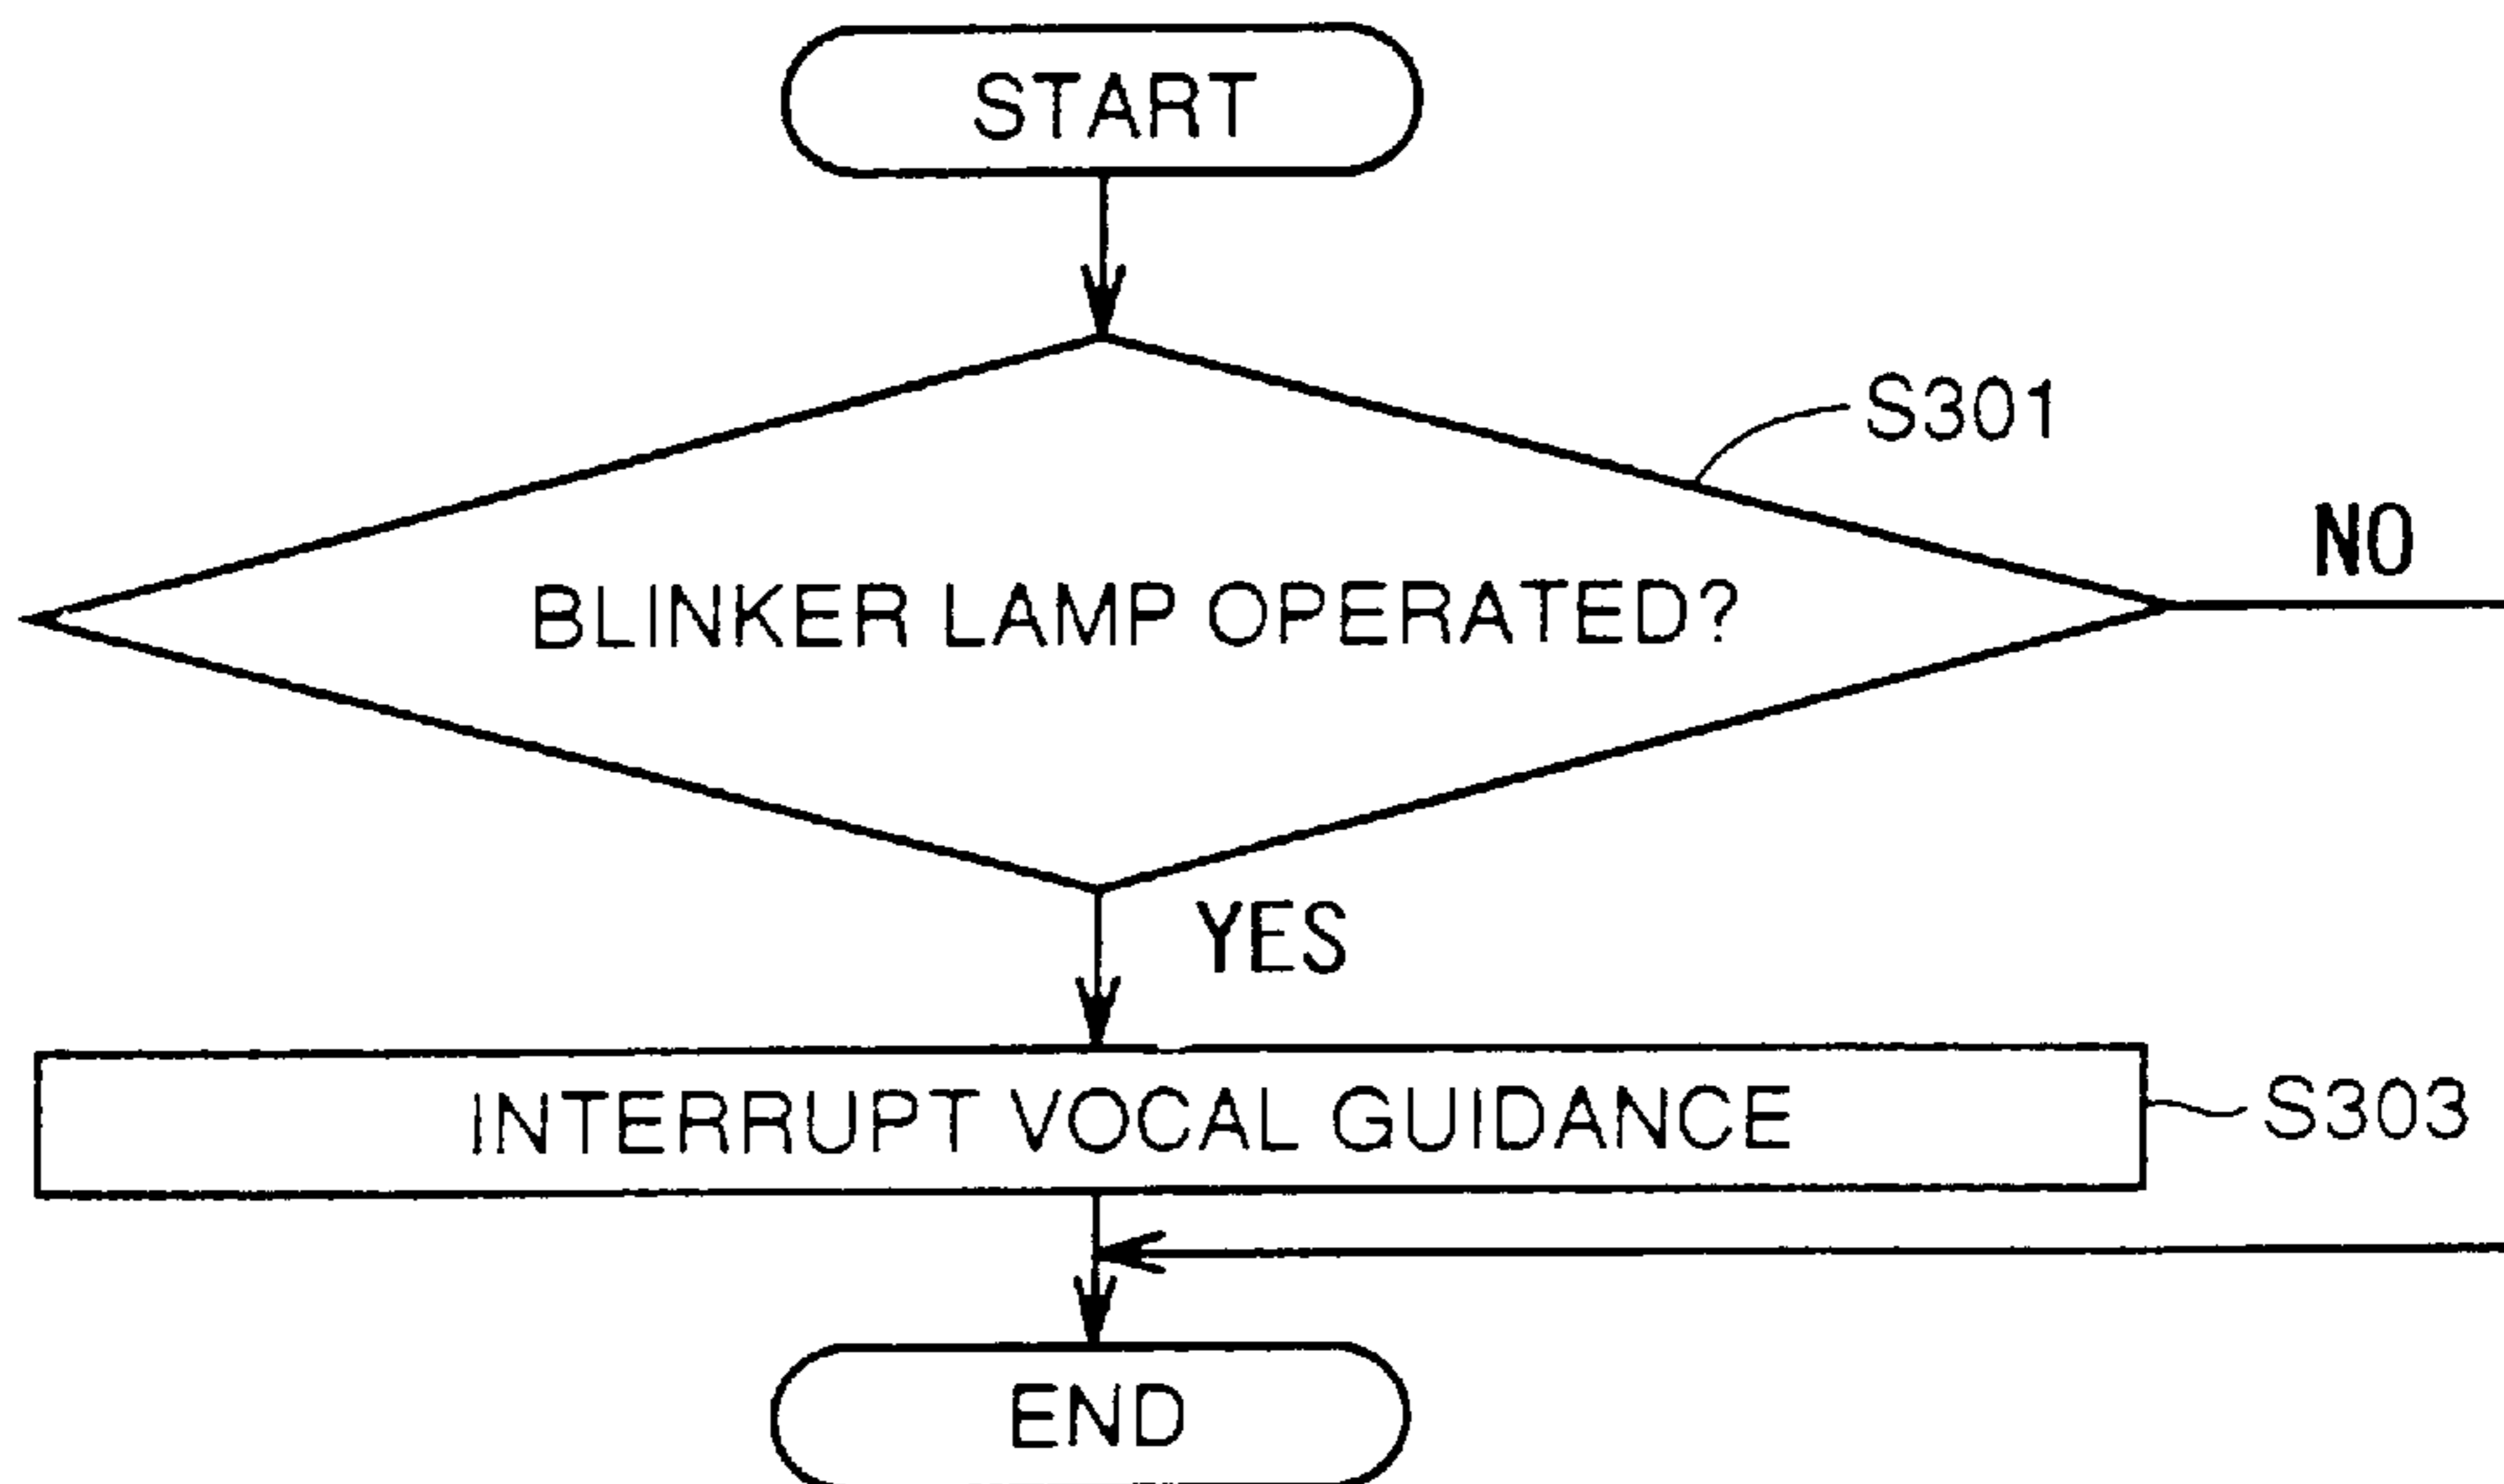 START
S301
NO
BLINKER LAMP OPERATED?
YES
INTERRUPT VOCAL GUIDANCE
S303
END